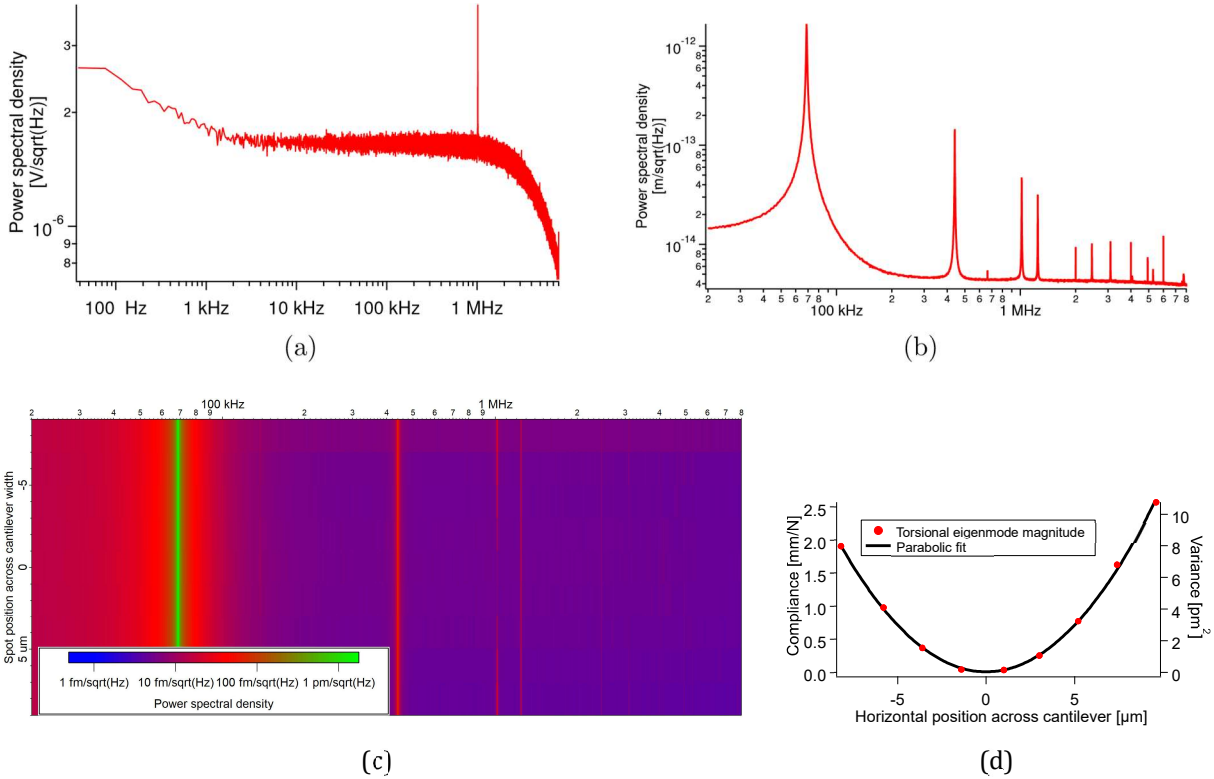 Power spectral density
[V/sqrt(Hz)]
3
2
10⁻⁶
9
8
100 Hz 1 kHz 10 kHz 100 kHz 1 MHz
(a)
Power spectral density
[m/sqrt(Hz)]
10⁻¹²
8
6
4
2
10⁻¹³
8
6
4
2
10⁻¹⁴
8
6
4
2 3 4 5 6 7 8 2 3 4 5 6 7 8 2 3 4 5 6 7 8
100 kHz 1 MHz
(b)
100 kHz 1 MHz
2 3 4 5 6 7 8 9 2 3 4 5 6 7 8 9 2 3 4 5 6 7 8
Spot position across cantilever width
-5
0
5 µm
1 fm/sqrt(Hz) 10 fm/sqrt(Hz) 100 fm/sqrt(Hz) 1 pm/sqrt(Hz)
Power spectral density
(c)
Compliance [mm/N]
2.5
2.0
1.5
1.0
0.5
0.0
Torsional eigenmode magnitude
Parabolic fit
10
8
6
4
2
0
Variance [pm²]
-5 0 5
Horizontal position across cantilever [µm]
(d)